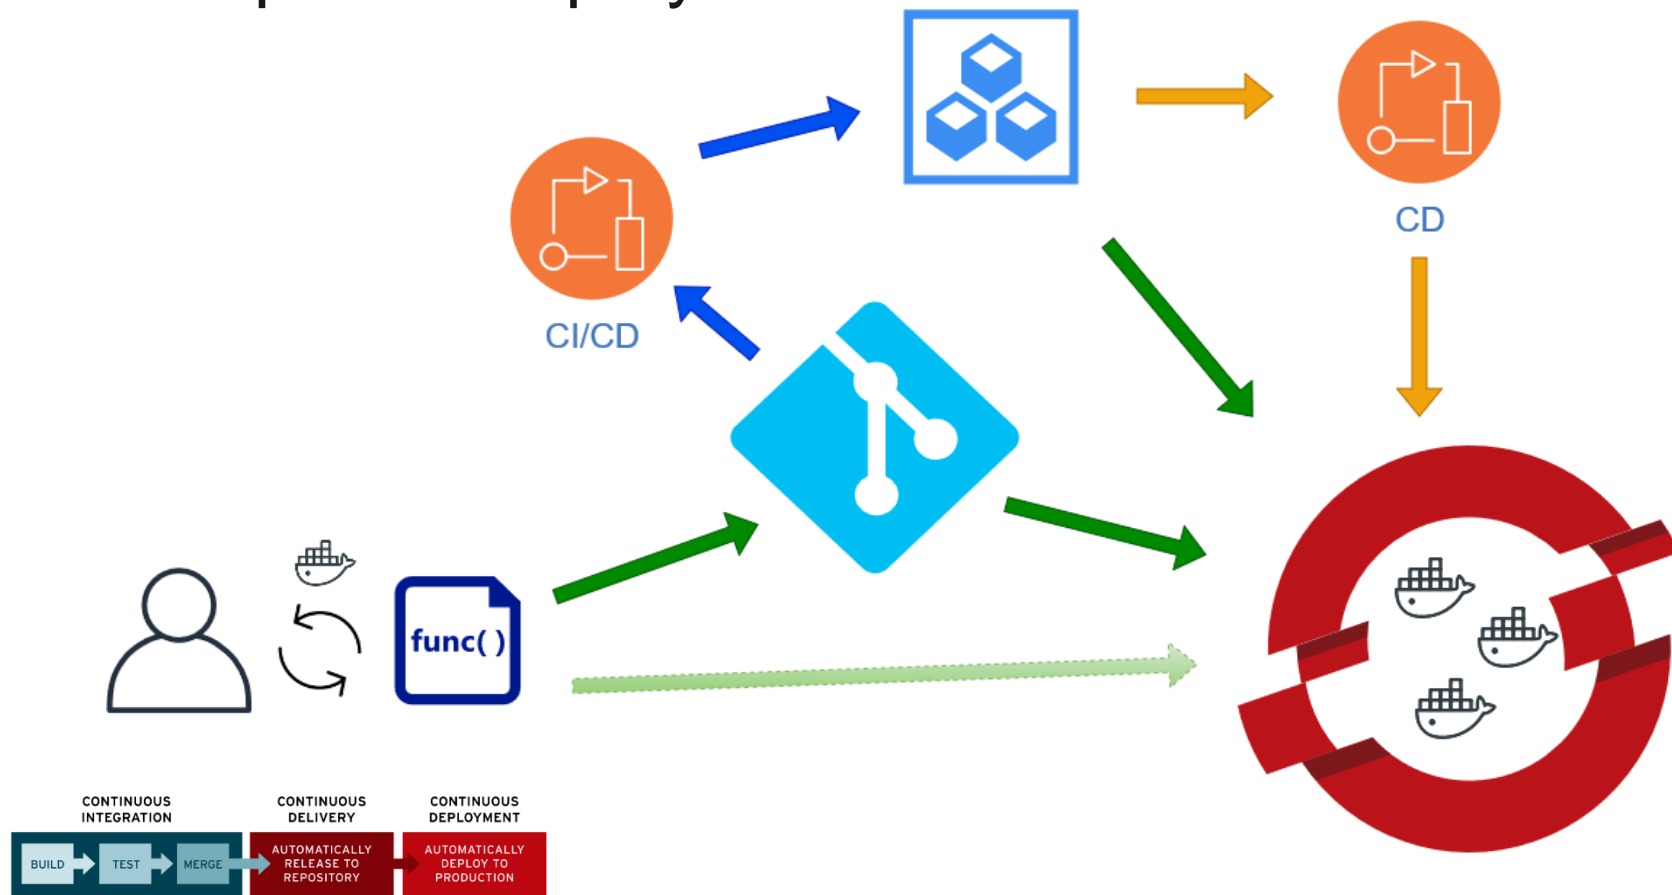 CD
CI/CD
func( )
CONTINUOUS
INTEGRATION
CONTINUOUS
DELIVERY
CONTINUOUS
DEPLOYMENT
BUILD
TEST
MERGE
AUTOMATICALLY
RELEASE TO
REPOSITORY
AUTOMATICALLY
DEPLOY TO
PRODUCTION